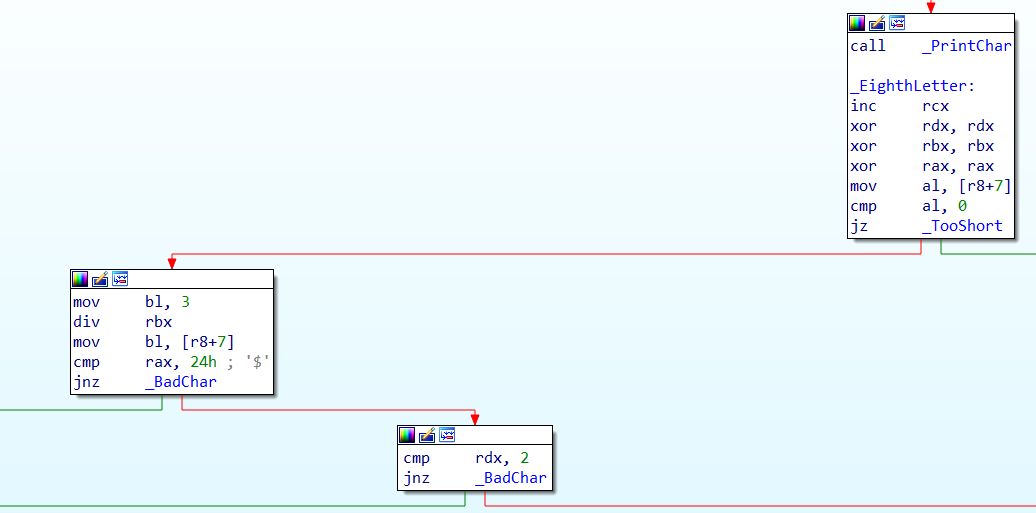 call _PrintChar
_EighthLetter:
inc rcx
xor rdx, rdx
xor rbx, rbx
xor rax, rax
mov al, [r8+7]
cmp al, 0
jz _TooShort
mov bl, 3
div rbx
mov bl, [r8+7]
cmp rax, 24h ; '$'
jnz _BadChar
cmp rdx, 2
jnz _BadChar